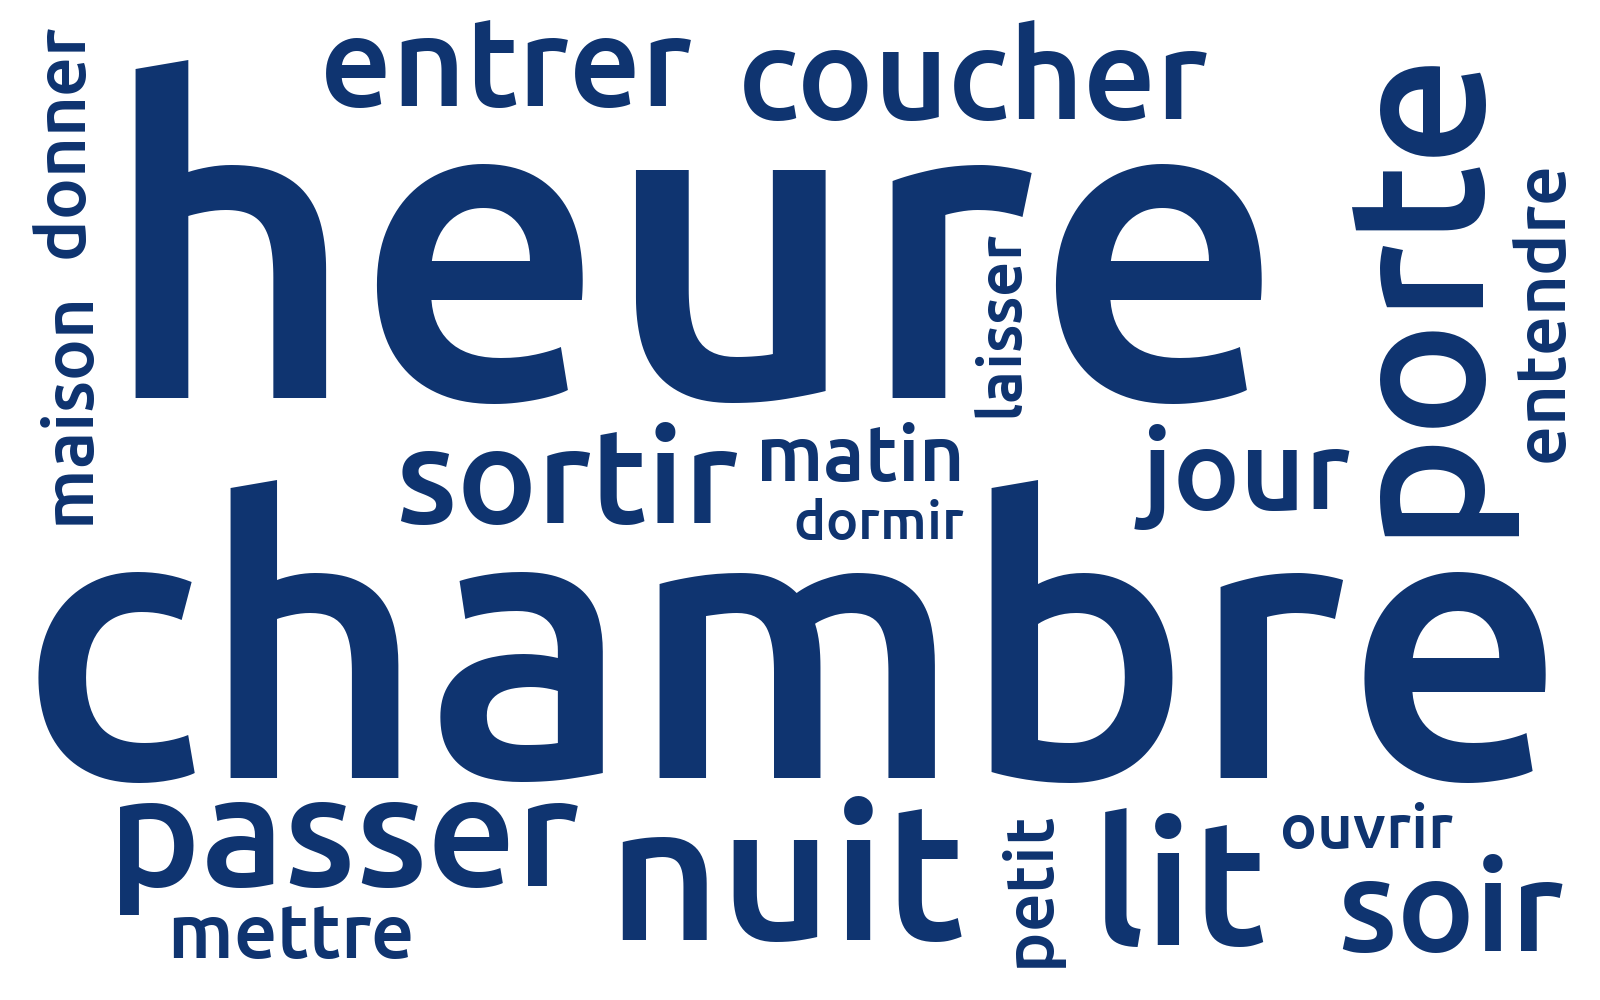 entrer
coucher
donner
heure
porte
entendre
laisser
maison
sortir
matin
jour
dormir
chambre
passer
nuit
petit
lit
ouvrir
soir
mettre